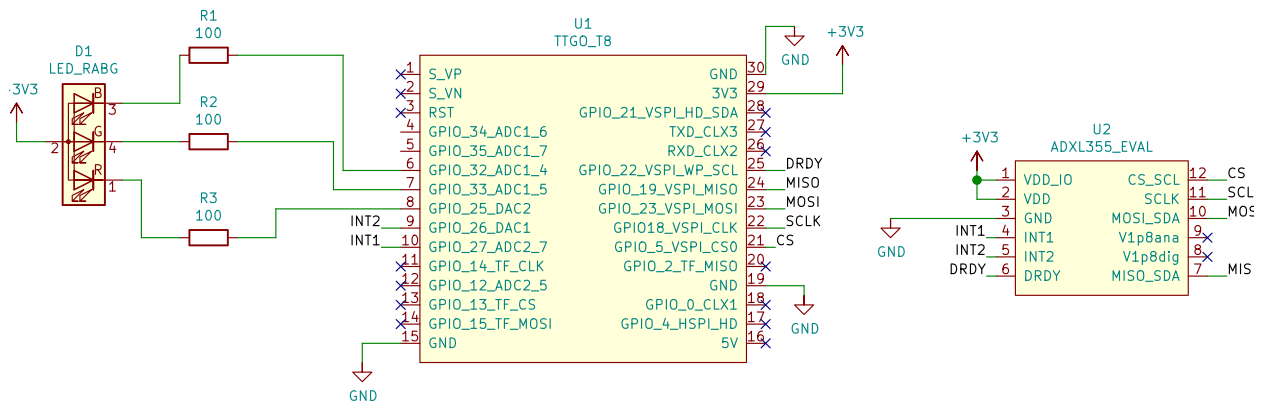 D1
LED_RABG
3V3
2
B
3
G
4
R
1
R1
100
R2
100
R3
100
U1
TTGO_T8
1 S_VP
2 S_VN
3 RST
4 GPIO_34_ADC1_6
5 GPIO_35_ADC1_7
6 GPIO_32_ADC1_4
7 GPIO_33_ADC1_5
8 GPIO_25_DAC2
INT2 9 GPIO_26_DAC1
INT1 10 GPIO_27_ADC2_7
11 GPIO_14_TF_CLK
12 GPIO_12_ADC2_5
13 GPIO_13_TF_CS
14 GPIO_15_TF_MOSI
15 GND
GND
GND 30
GND
3V3 29
+3V3
GPIO_21_VSPI_HD_SDA 28
TXD_CLX3 27
RXD_CLX2 26
GPIO_22_VSPI_WP_SCL 25 DRDY
GPIO_19_VSPI_MISO 24 MISO
GPIO_23_VSPI_MOSI 23 MOSI
GPIO18_VSPI_CLK 22 SCLK
GPIO_5_VSPI_CS0 21 CS
GPIO_2_TF_MISO 20
GND 19
GND
GPIO_0_CLX1 18
GPIO_4_HSPI_HD 17
5V 16
U2
ADXL355_EVAL
+3V3
1 VDD_IO
2 VDD
3 GND
GND
INT1 4 INT1
INT2 5 INT2
DRDY 6 DRDY
CS_SCL 12 CS
SCLK 11 SCL
MOSI_SDA 10 MOS
V1p8ana 9
V1p8dig 8
MISO_SDA 7 MIS